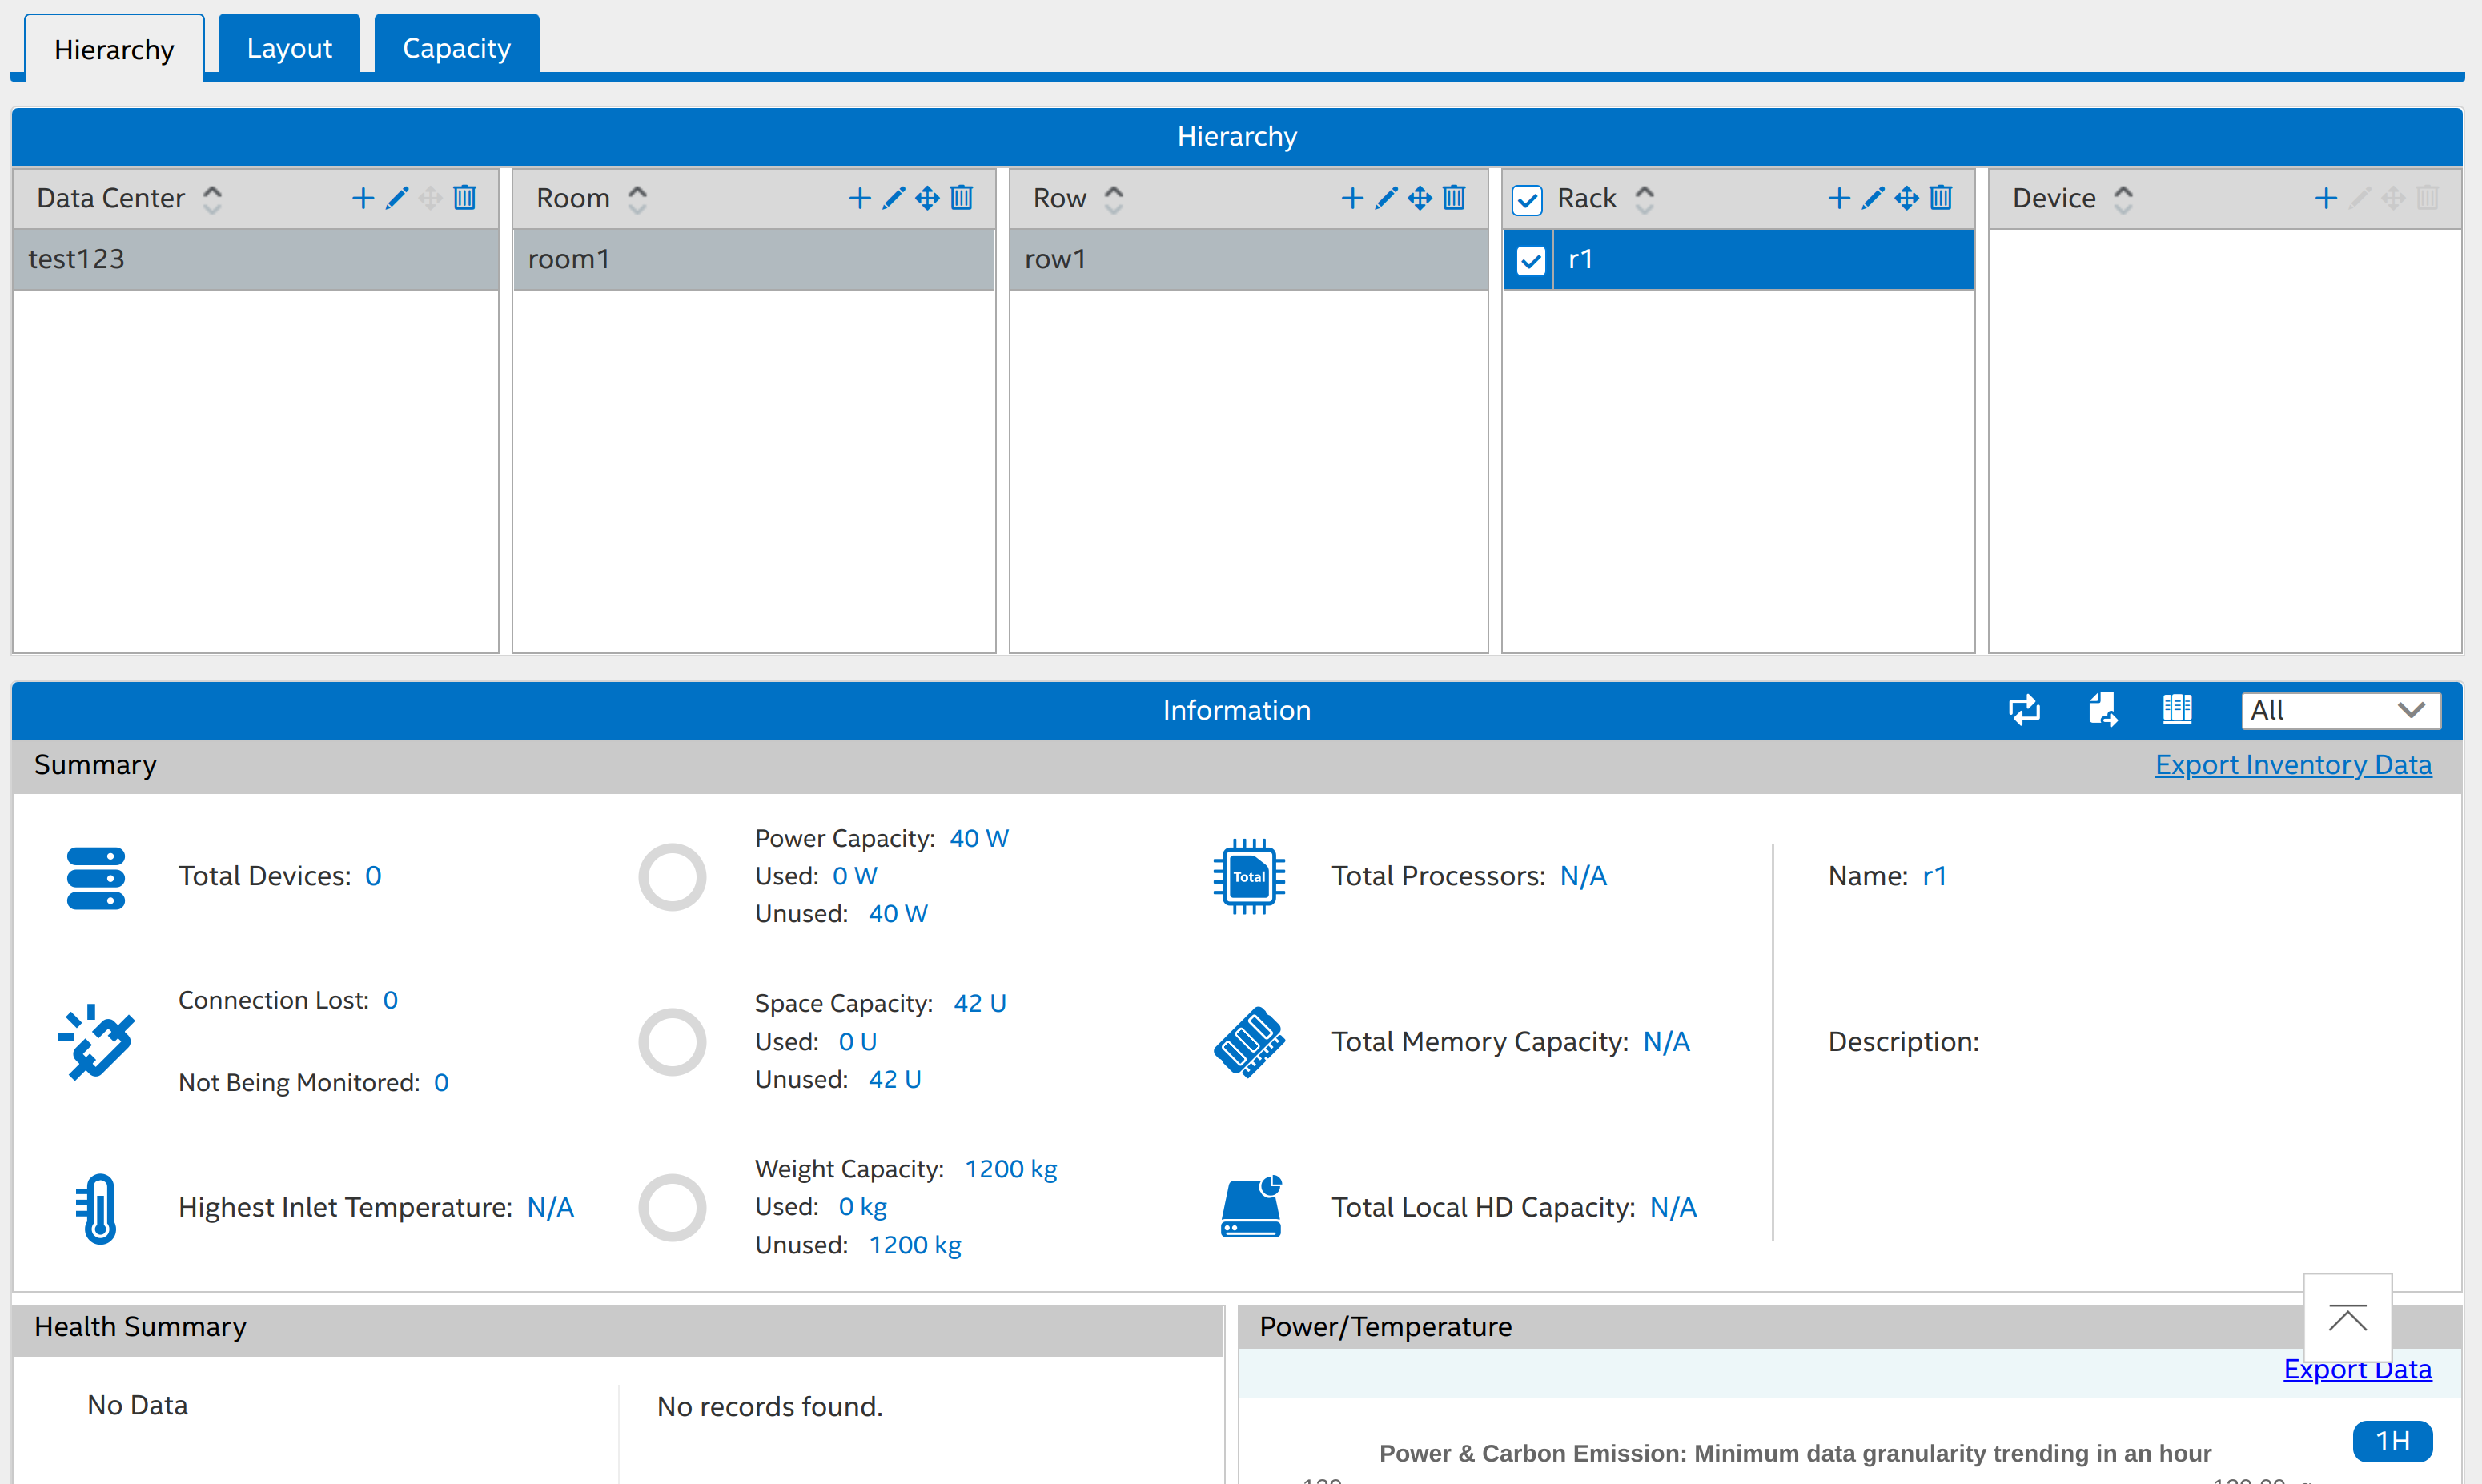 Hierarchy Layout Capacity
Hierarchy
Data Center Room Row Rack Device
test123 room1 row1 r1
Information All
Summary Export Inventory Data
Power Capacity: 40 W
Total Devices: 0 Used: 0 W Total Total Processors: N/A Name: r1
Unused: 40 W
Connection Lost: 0 Space Capacity: 42 U
Used: 0 U Total Memory Capacity: N/A Description:
Not Being Monitored: 0 Unused: 42 U
Weight Capacity: 1200 kg
Highest Inlet Temperature: N/A Used: 0 kg Total Local HD Capacity: N/A
Unused: 1200 kg
Health Summary Power/Temperature
Export Data
No Data No records found.
1H
Power & Carbon Emission: Minimum data granularity trending in an hour